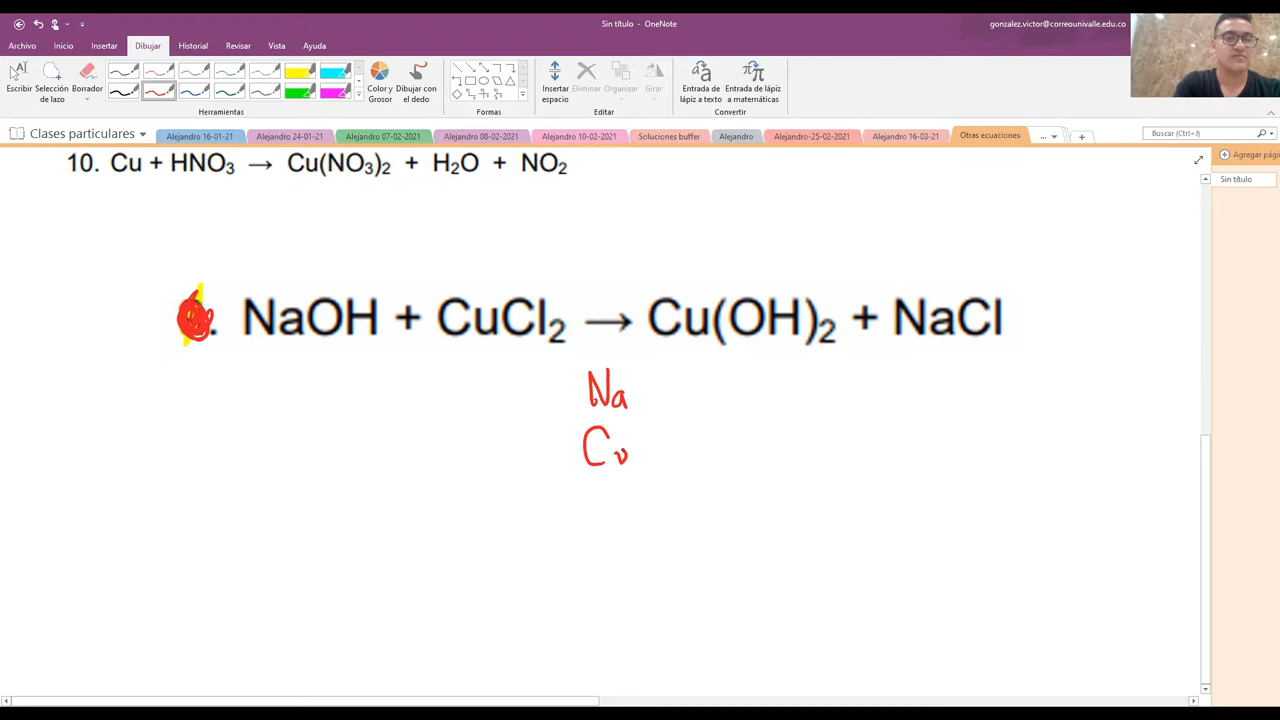 Sin título - OneNote
gonzalez.victor@correounivalle.edu.co
Archivo Inicio Insertar Dibujar Historial Revisar Vista Ayuda
Escribir Selección de lazo Borrador Color y Grosor Dibujar con el dedo Insertar espacio Eliminar Organizar Girar Entrada de lápiz a texto Entrada de lápiz a matemáticas
Herramientas Formas Editar Convertir
Clases particulares Alejandro 16-01-21 Alejandro 24-01-21 Alejandro 07-02-2021 Alejandro 08-02-2021 Alejandro 10-02-2021 Soluciones buffer Alejandro Alejandro-25-02-2021 Alejandro 16-03-21 Otras ecuaciones ... Buscar (Ctrl+J)
Agregar pági
Sin título
10. Cu + HNO₃ → Cu(NO₃)₂ + H₂O + NO₂
. NaOH + CuCl₂ → Cu(OH)₂ + NaCl
Na
Cu